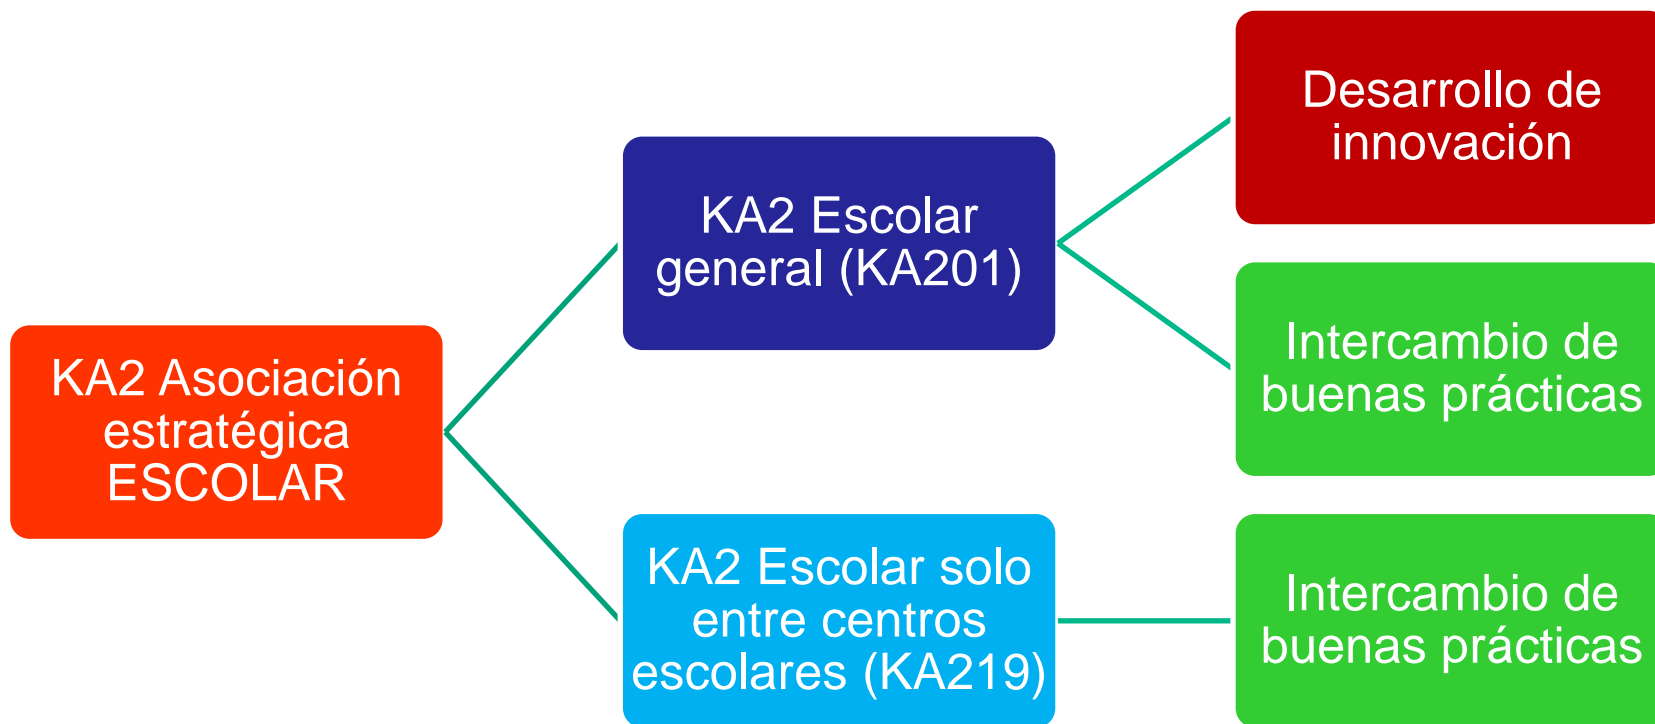 KA2 Asociación
estratégica
ESCOLAR
KA2 Escolar
general (KA201)
Desarrollo de
innovación
Intercambio de
buenas prácticas
KA2 Escolar solo
entre centros
escolares (KA219)
Intercambio de
buenas prácticas